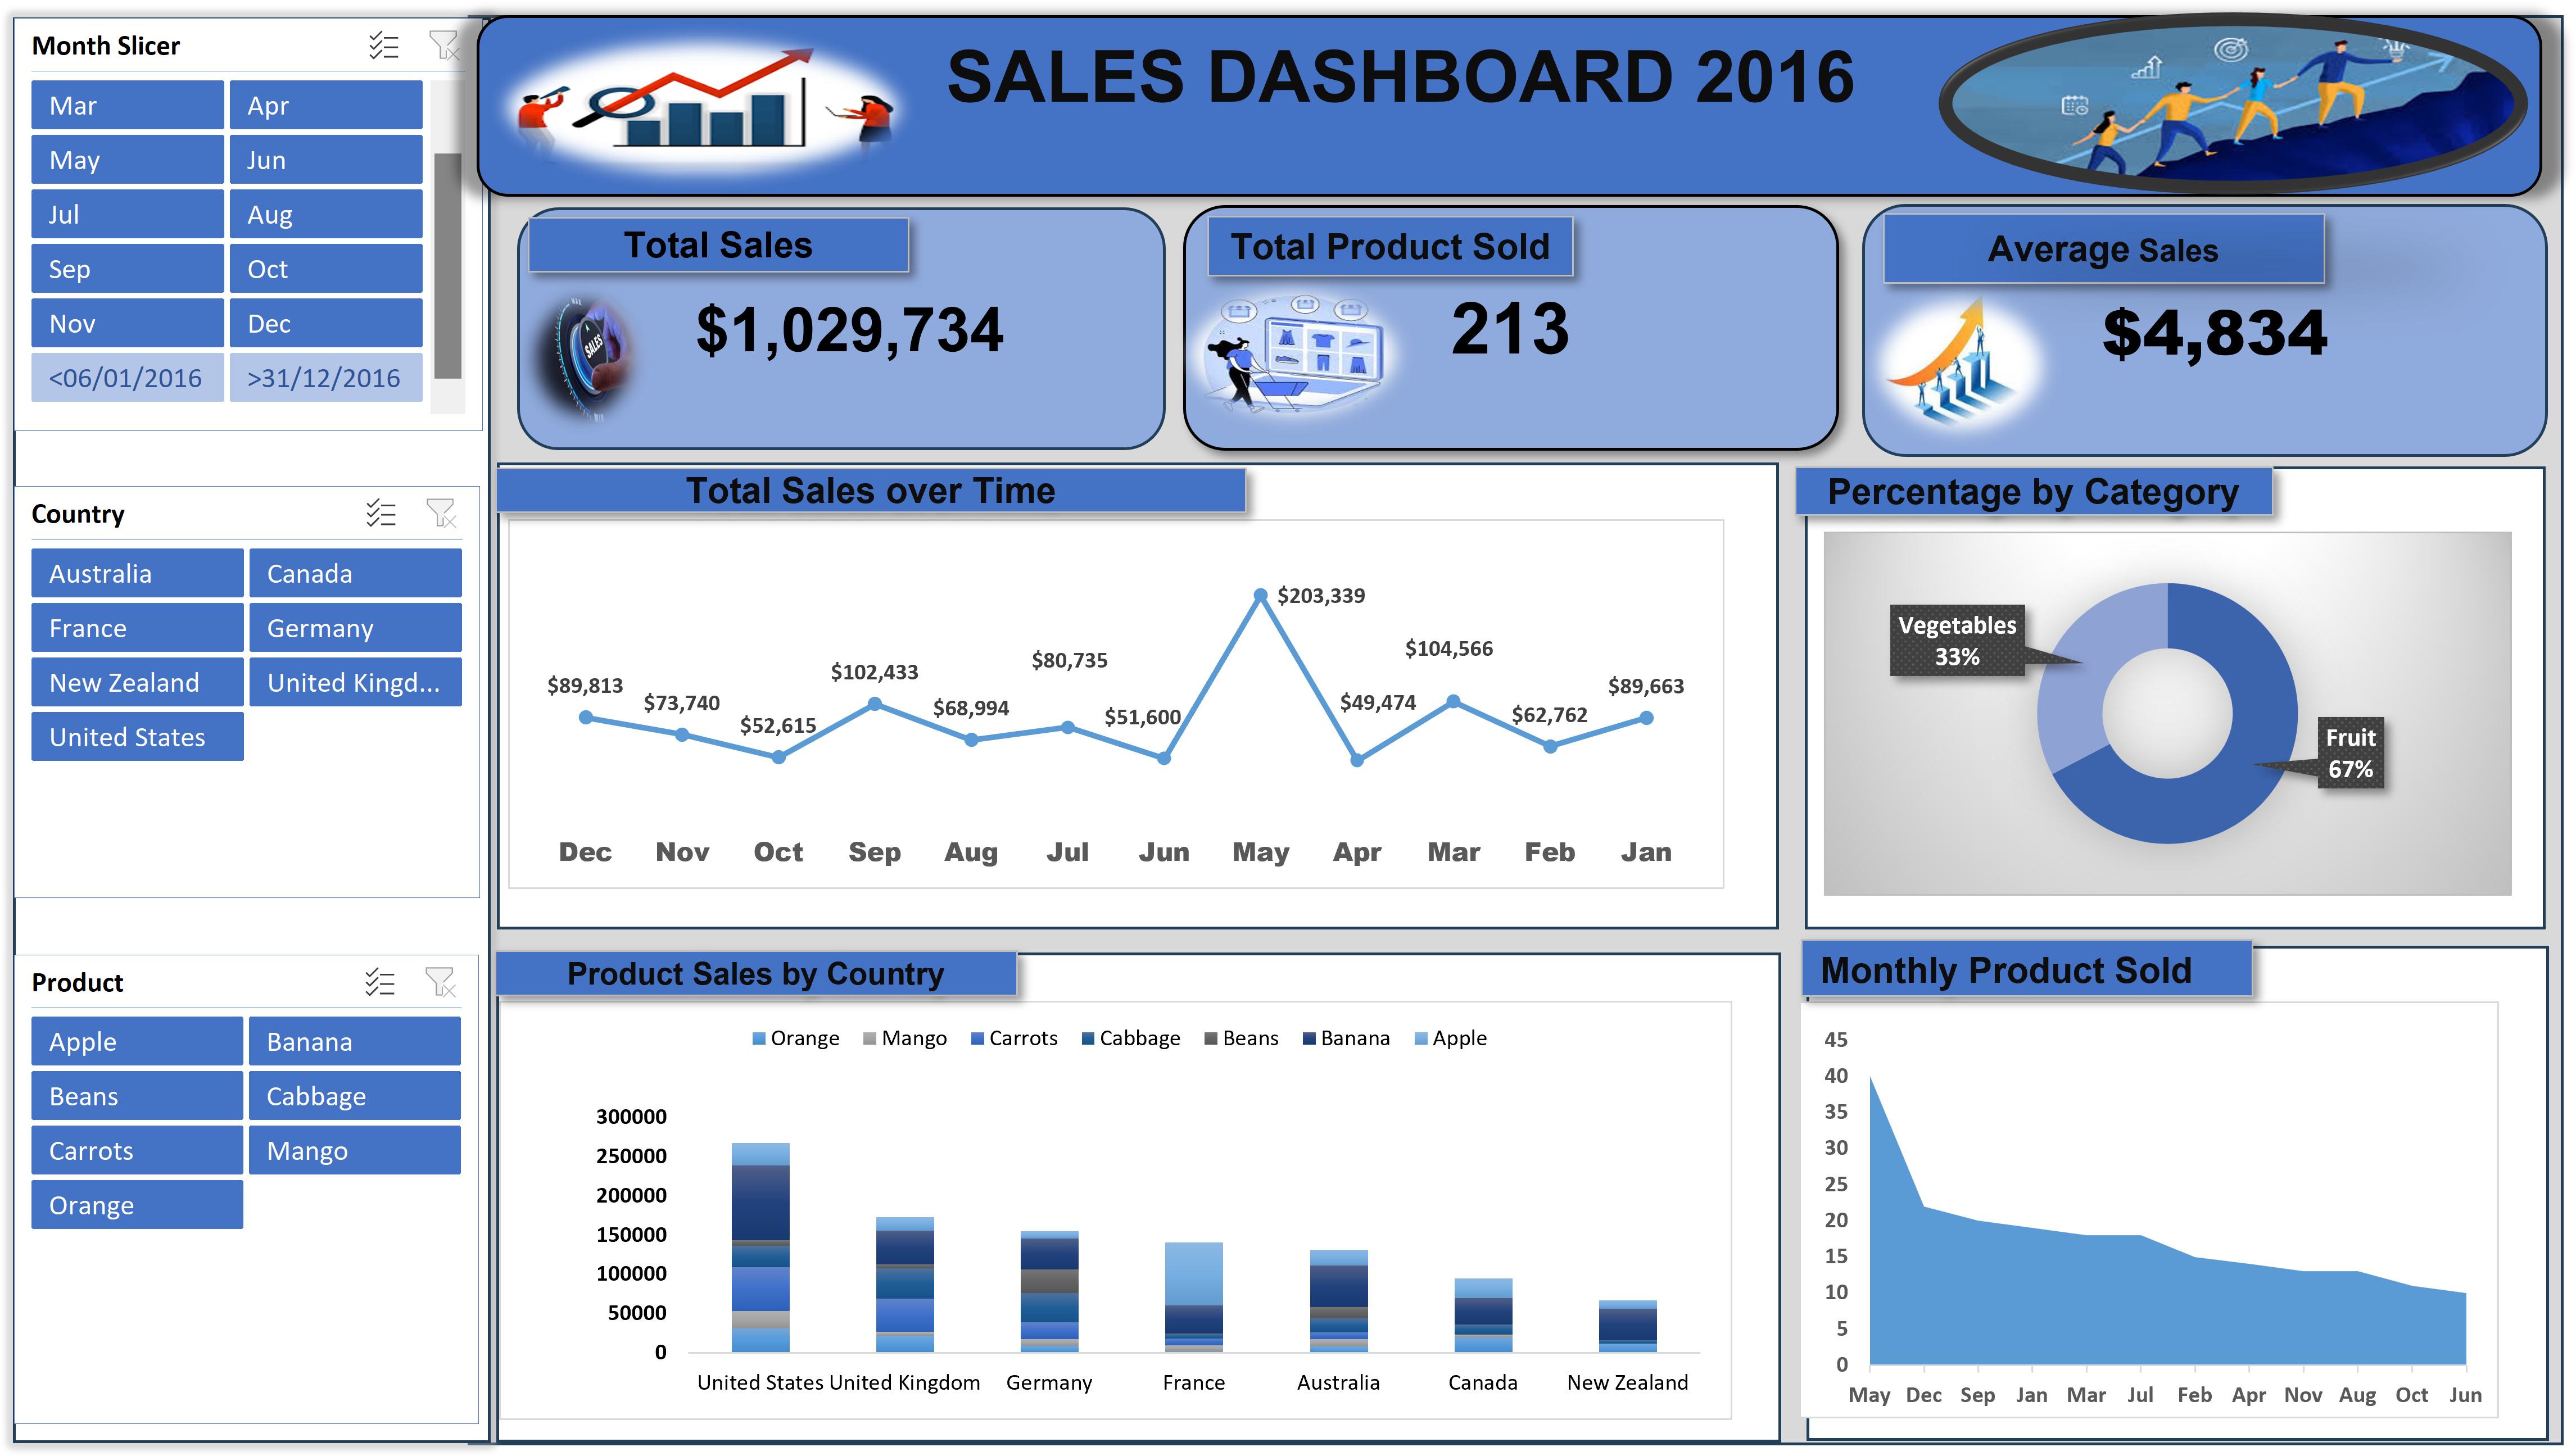 Month Slicer
Mar
Apr
May
Jun
Jul
Aug
Sep
Oct
Nov
Dec
<06/01/2016
>31/12/2016
Country
Australia
Canada
France
Germany
New Zealand
United Kingd...
United States
Product
Apple
Banana
Beans
Cabbage
Carrots
Mango
Orange
SALES DASHBOARD 2016
Total Sales
SALES
$1,029,734
Total Product Sold
213
Average Sales
$4,834
Total Sales over Time
$89,813
$73,740
$52,615
$102,433
$68,994
$80,735
$51,600
$203,339
$49,474
$104,566
$62,762
$89,663
Dec Nov Oct Sep Aug Jul Jun May Apr Mar Feb Jan
Percentage by Category
Vegetables
33%
Fruit
67%
Product Sales by Country
Orange Mango Carrots Cabbage Beans Banana Apple
300000
250000
200000
150000
100000
50000
0
United States United Kingdom Germany France Australia Canada New Zealand
Monthly Product Sold
45
40
35
30
25
20
15
10
5
0
May Dec Sep Jan Mar Jul Feb Apr Nov Aug Oct Jun